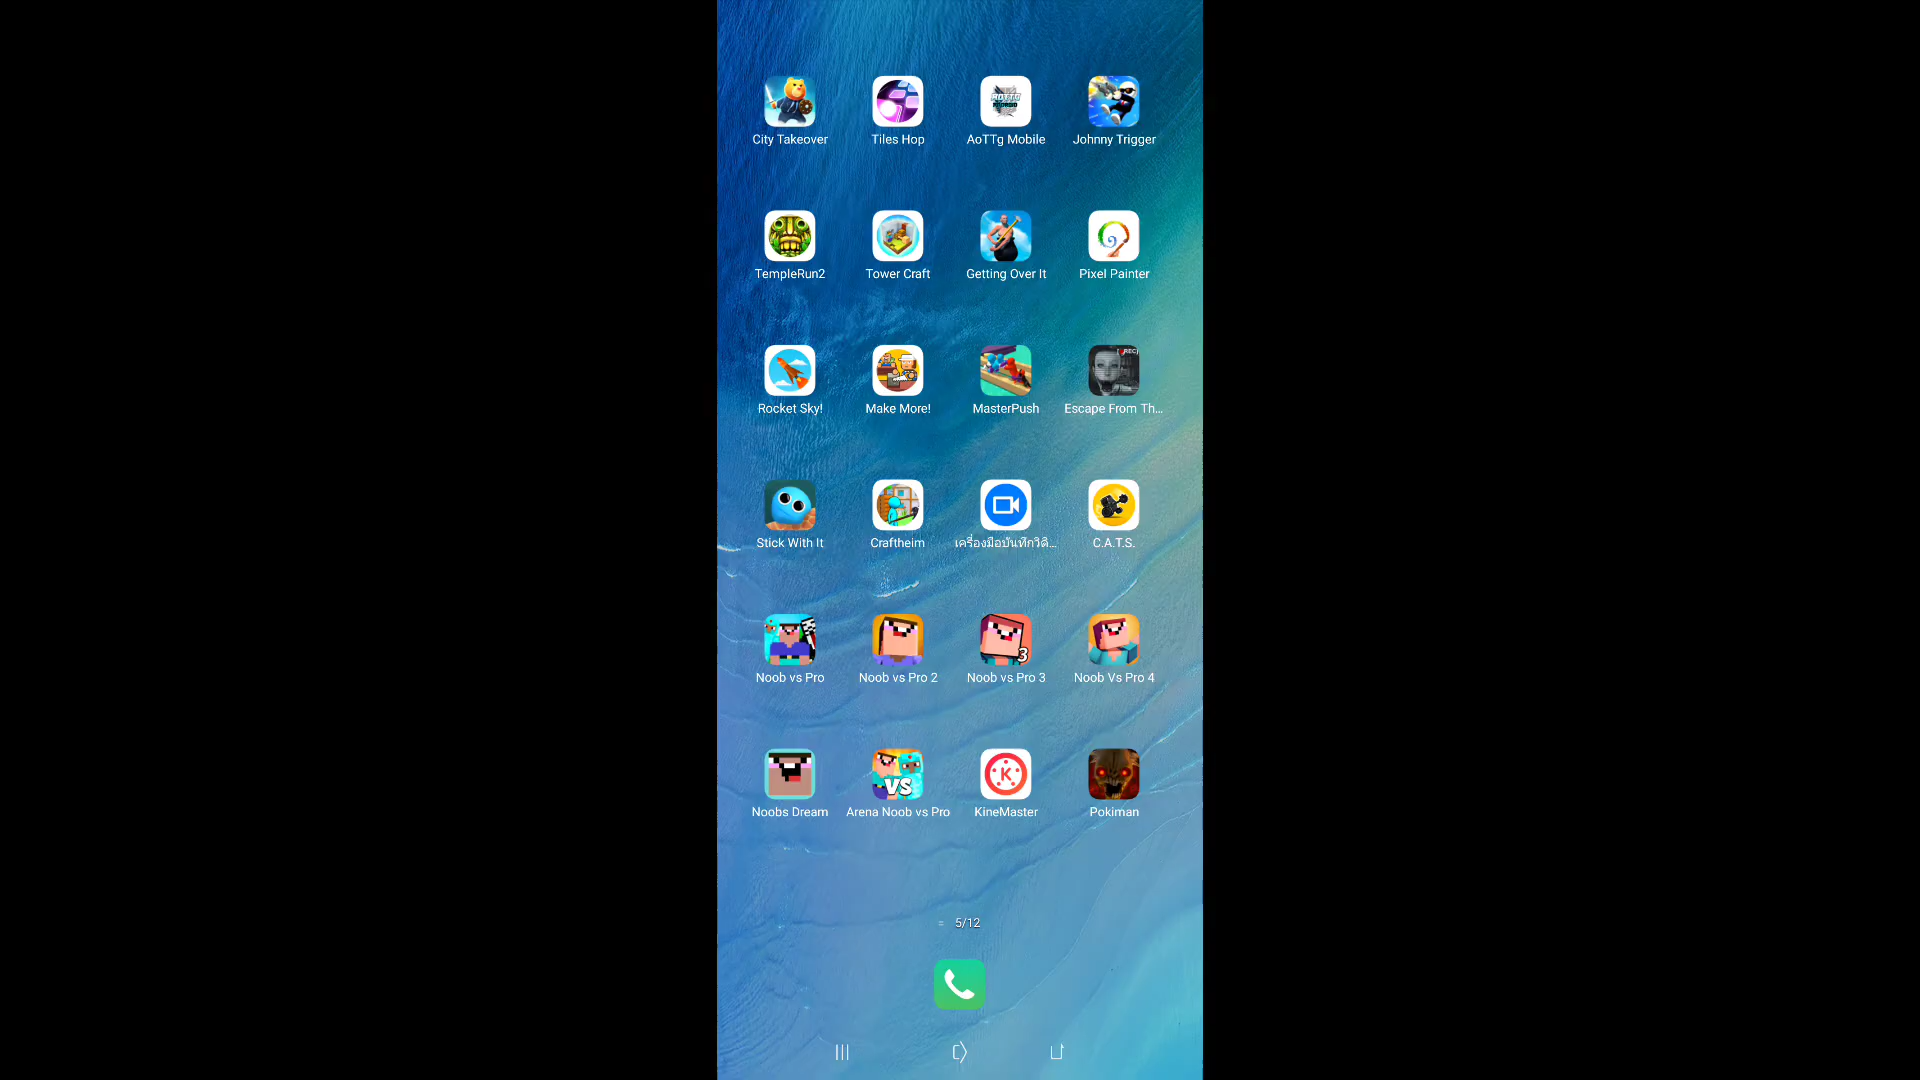 City Takeover
Tiles Hop
AoTTg Mobile
Johnny Trigger
TempleRun2
Tower Craft
Getting Over It
Pixel Painter
[REC]
Rocket Sky!
Make More!
MasterPush
Escape From Th...
Stick With It
Craftheim
เครื่องมือบันทึกวิดี...
C.A.T.S.
3
Noob vs Pro
Noob vs Pro 2
Noob vs Pro 3
Noob Vs Pro 4
VS
K
Noobs Dream
Arena Noob vs Pro
KineMaster
Pokiman
5/12